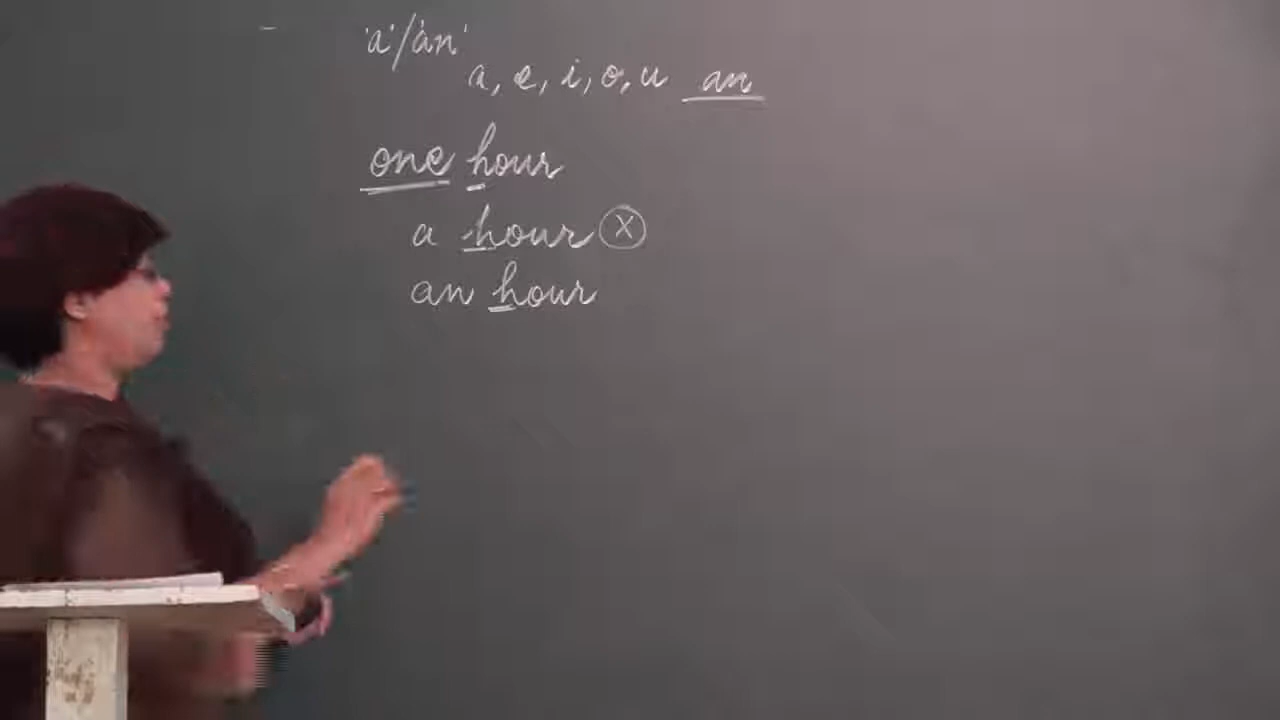 'a'/'an'
a, e, i, o, u an
one hour
a hour X
an hour